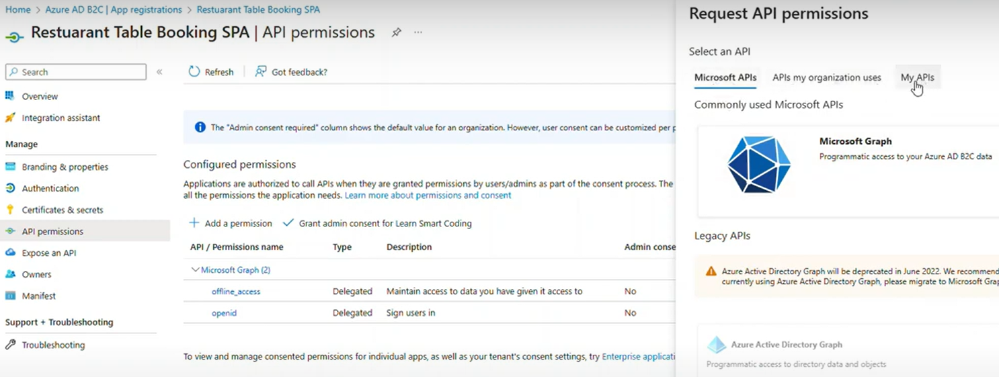 Home > Azure AD B2C | App registrations > Restuarant Table Booking SPA
Restuarant Table Booking SPA | API permissions
Search
Overview
Integration assistant
Manage
Branding & properties
Authentication
Certificates & secrets
API permissions
Expose an API
Owners
Manifest
Support + Troubleshooting
Troubleshooting
Refresh
Got feedback?
The "Admin consent required" column shows the default value for an organization. However, user consent can be customized per p
Configured permissions
Applications are authorized to call APIs when they are granted permissions by users/admins as part of the consent process. The
all the permissions the application needs. Learn more about permissions and consent
Add a permission Grant admin consent for Learn Smart Coding
API / Permissions name Type Description Admin conse
Microsoft Graph (2)
offline_access Delegated Maintain access to data you have given it access to No
openid Delegated Sign users in No
To view and manage consented permissions for individual apps, as well as your tenant's consent settings, try Enterprise applicati
Request API permissions
Select an API
Microsoft APIs APIs my organization uses My APIs
Commonly used Microsoft APIs
Microsoft Graph
Programmatic access to your Azure AD B2C data
Legacy APIs
Azure Active Directory Graph will be deprecated in June 2022. We recommend
currently using Azure Active Directory Graph, please migrate to Microsoft Grap
Azure Active Directory Graph
Programmatic access to directory data and objects